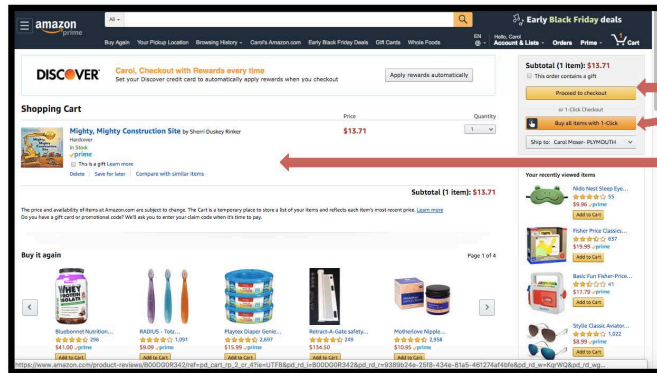 amazon
prime
All
Early Black Friday deals
Buy Again Your Pickup Location Browsing History Carol's Amazon.com Early Black Friday Deals Gift Cards Whole Foods
EN
Hello, Carol
Account & Lists Orders Prime
1
Cart
DISCOVER
Carol, Checkout with Rewards every time
Set your Discover credit card to automatically apply rewards when you checkout
Apply rewards automatically
Subtotal (1 item): $13.71
This order contains a gift
Proceed to checkout
or 1-Click Checkout
Buy all items with 1-Click
Ship to: Carol Moser- PLYMOUTH
Shopping Cart
Price Quantity
Mighty, Mighty Construction Site by Sherri Duskey Rinker
$13.71
1
Hardcover
In Stock
prime
This is a gift Learn more
Delete Save for later Compare with similar items
Subtotal (1 item): $13.71
The price and availability of items at Amazon.com are subject to change. The Cart is a temporary place to store a list of your items and reflects each item's most recent price. Learn more
Do you have a gift card or promotional code? We'll ask you to enter your claim code when it's time to pay.
Your recently viewed items
Nido Nest Sleep Eye...
55
$9.96 prime
Add to Cart
Fisher Price Classics...
637
$19.99 prime
Add to Cart
Basic Fun Fisher-Price...
41
$17.79 prime
Add to Cart
Stylle Classic Aviator...
1,022
$8.99 prime
Add to Cart
Buy it again
Page 1 of 4
WHEY
PROTEIN
ISOLATE
Bluebonnet Nutrition...
296
$41.00 prime
Add to Cart
RADIUS - Totz...
1,091
$9.09 prime
Add to Cart
Playtex Diaper Genie...
2,697
$15.99 prime
Add to Cart
Retract-A-Gate safety...
249
$134.50
Add to Cart
Motherlove Nipple...
2,958
$10.95 prime
Add to Cart